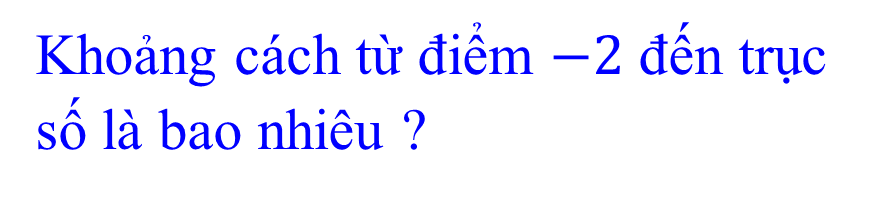 Khoảng cách từ điểm −2 đến trục
số là bao nhiêu ?